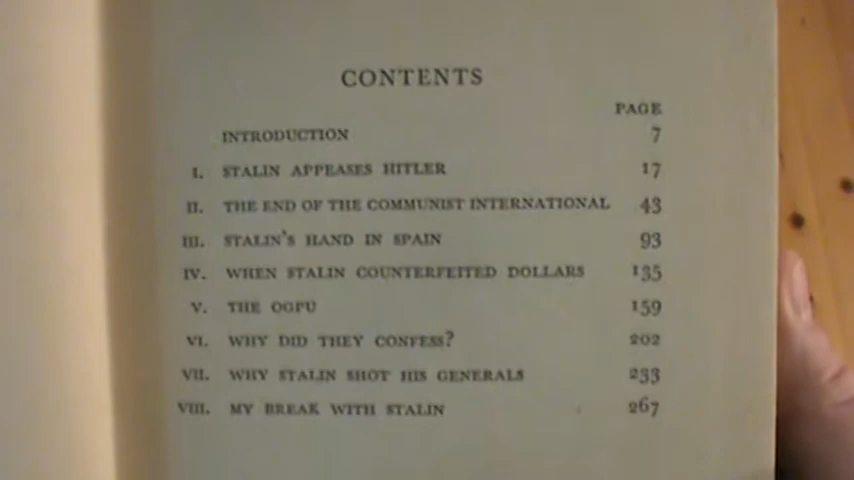 CONTENTS
PAGE
INTRODUCTION 7
I. STALIN APPEASES HITLER 17
II. THE END OF THE COMMUNIST INTERNATIONAL 43
III. STALIN'S HAND IN SPAIN 93
IV. WHEN STALIN COUNTERFEITED DOLLARS 135
V. THE OGPU 159
VI. WHY DID THEY CONFESS? 202
VII. WHY STALIN SHOT HIS GENERALS 233
VIII. MY BREAK WITH STALIN 267